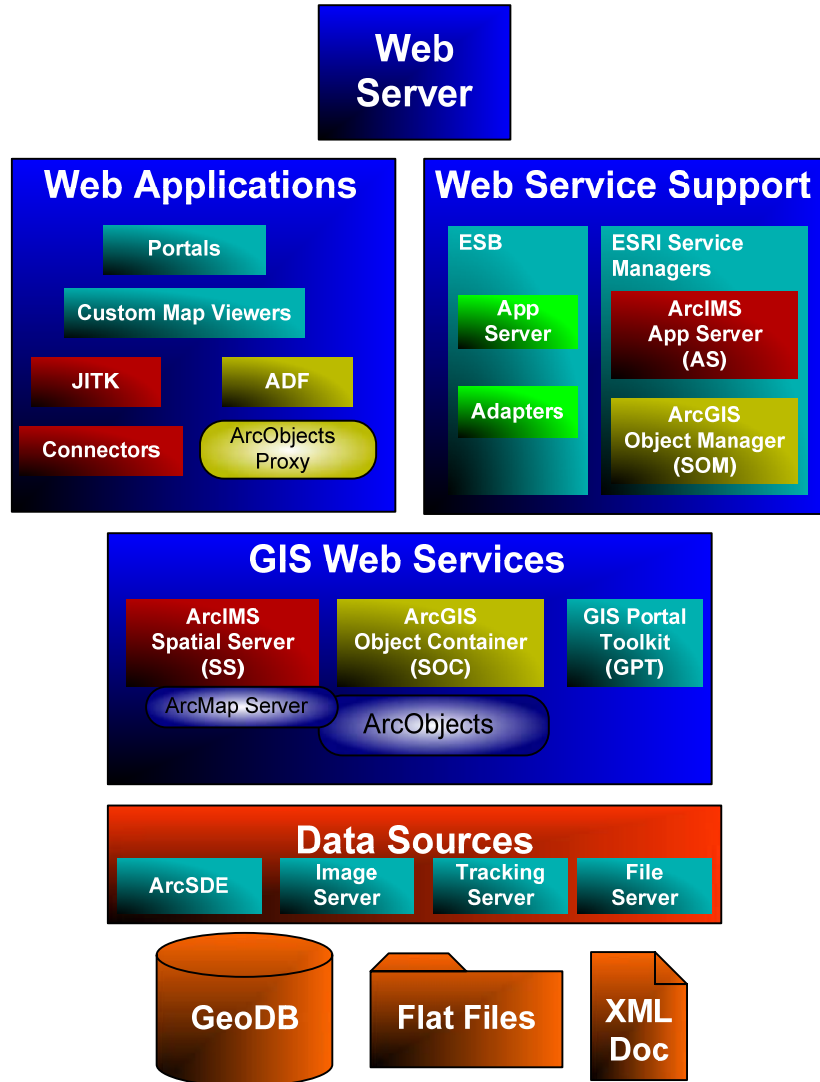 Web
Server
Web Applications
Portals
Custom Map Viewers
JITK
ADF
Connectors
ArcObjects
Proxy
Web Service Support
ESB
App
Server
Adapters
ESRI Service
Managers
ArcIMS
App Server
(AS)
ArcGIS
Object Manager
(SOM)
GIS Web Services
ArcIMS
Spatial Server
(SS)
ArcGIS
Object Container
(SOC)
GIS Portal
Toolkit
(GPT)
ArcMap Server
ArcObjects
Data Sources
ArcSDE
Image
Server
Tracking
Server
File
Server
GeoDB
Flat Files
XML
Doc